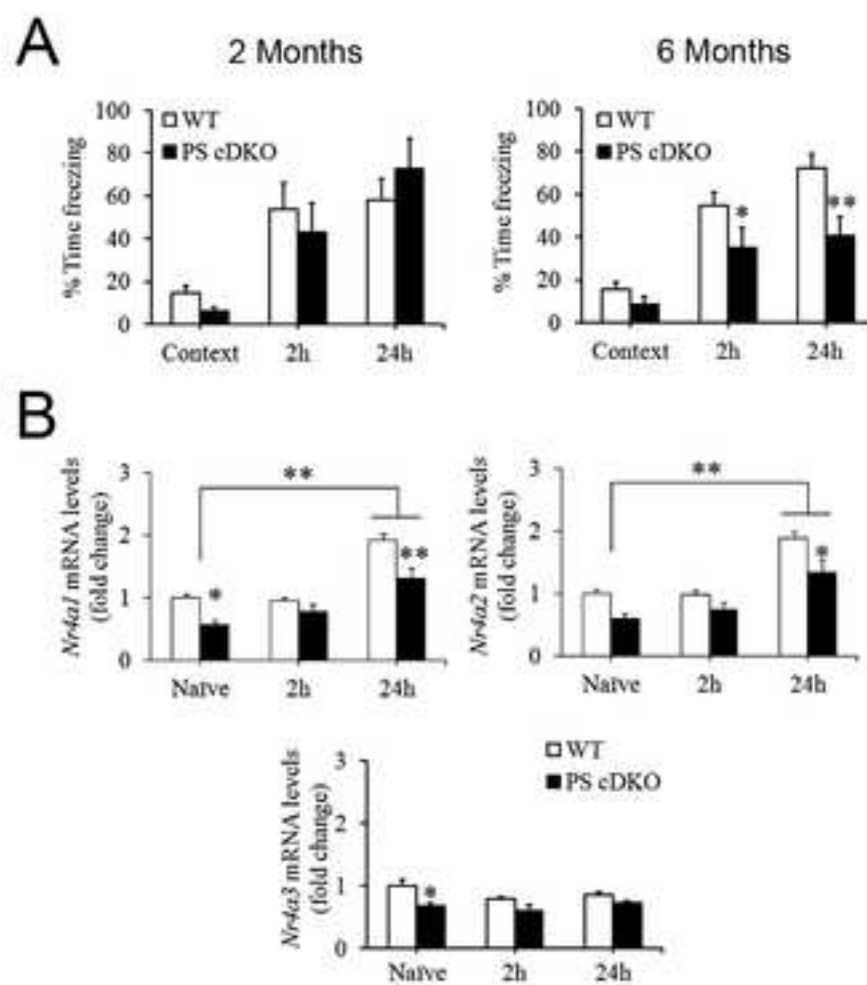 A
2 Months
6 Months
% Time freezing
100
80
60
40
20
0
WT
PS cDKO
Context 2h 24h
% Time freezing
100
80
60
40
20
0
WT
PS cDKO
*
**
Context 2h 24h
B
Nr4a1 mRNA levels
(fold change)
3
2
1
0
**
*
**
Naïve 2h 24h
Nr4a2 mRNA levels
(fold change)
3
2
1
0
**
*
Naïve 2h 24h
Nr4a3 mRNA levels
(fold change)
3
2
1
0
WT
PS cDKO
*
Naïve 2h 24h